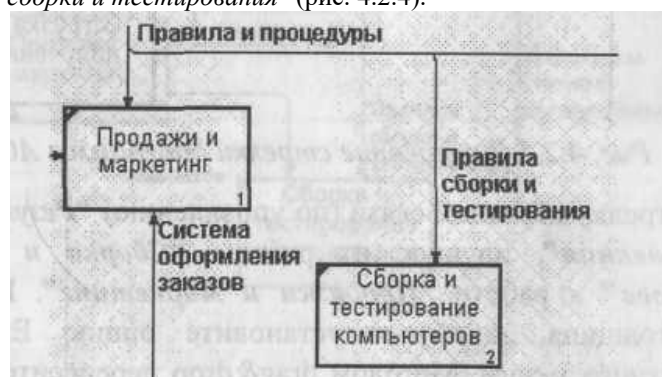 сборки и тестирования" (рис. 4.2.4).
Правила и процедуры
Продажи и
маркетинг
1
Правила
сборки и
тестирования
Система
оформления
заказов
Сборка и
тестирование
компьютеров
2